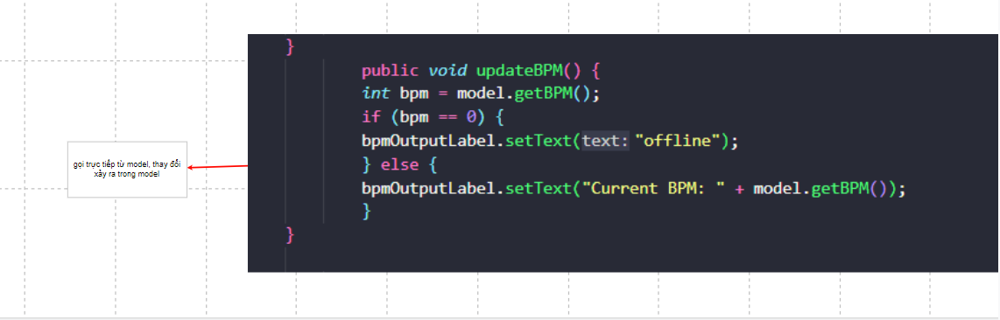 }
public void updateBPM() {
int bpm = model.getBPM();
if (bpm == 0) {
bpmOutputLabel.setText(text: "offline");
} else {
bpmOutputLabel.setText("Current BPM: " + model.getBPM());
}
}
gọi trực tiếp từ model, thay đổi
xảy ra trong model